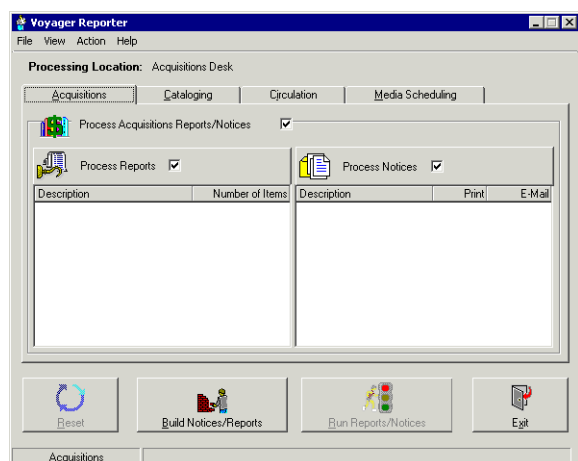 Voyager Reporter
File View Action Help
Processing Location: Acquisitions Desk
Acquisitions Cataloging Circulation Media Scheduling
Process Acquisitions Reports/Notices
Process Reports Process Notices
Description Number of Items Description Print E-Mail
Reset Build Notices/Reports Run Reports/Notices Exit
Acquisitions